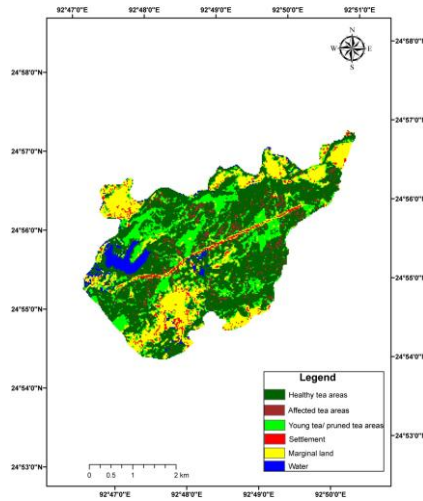 92°47'0"E 92°48'0"E 92°49'0"E 92°50'0"E 92°51'0"E
N
W E
S
24°58'0"N 24°58'0"N
24°57'0"N 24°57'0"N
24°56'0"N 24°56'0"N
24°55'0"N 24°55'0"N
24°54'0"N 24°54'0"N
24°53'0"N 24°53'0"N
Legend
Healthy tea areas
Affected tea areas
Young tea/ pruned tea areas
Settlement
Marginal land
Water
0 0.5 1 2 km
92°47'0"E 92°48'0"E 92°49'0"E 92°50'0"E